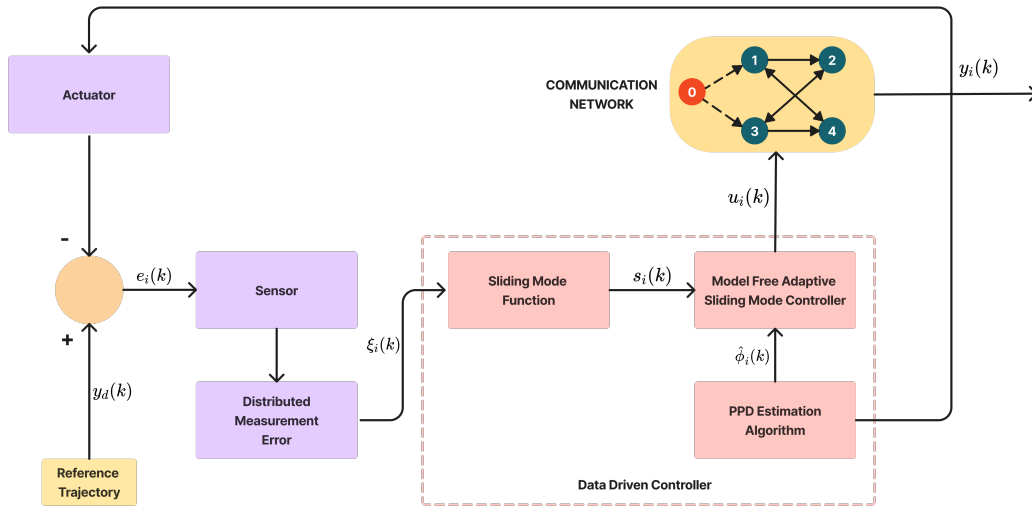 Actuator
COMMUNICATION
NETWORK
0
1
2
3
4
y_i(k)
u_i(k)
-
e_i(k)
+
Sensor
Sliding Mode
Function
s_i(k)
Model Free Adaptive
Sliding Mode Controller
ξ_i(k)
ϕ̂_i(k)
y_d(k)
Distributed
Measurement
Error
PPD Estimation
Algorithm
Reference
Trajectory
Data Driven Controller